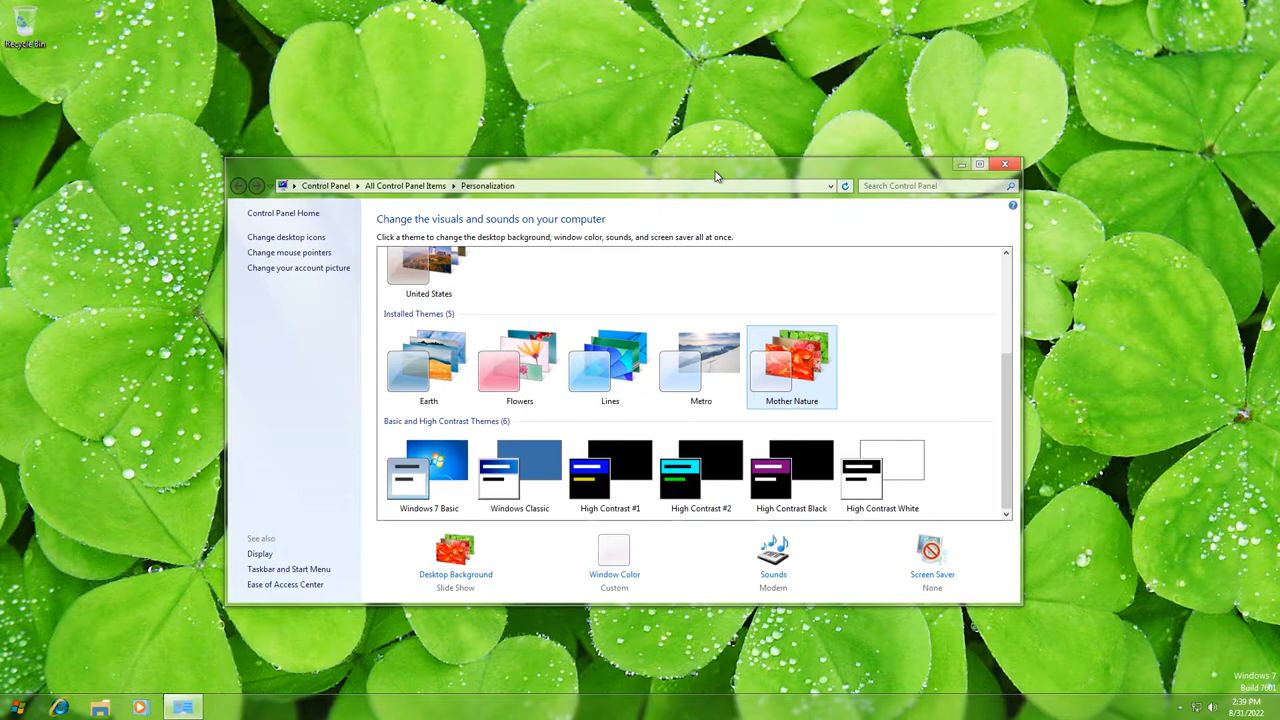 Recycle Bin
Control Panel All Control Panel Items Personalization
Search Control Panel
Control Panel Home
Change desktop icons
Change mouse pointers
Change your account picture
Change the visuals and sounds on your computer
Click a theme to change the desktop background, window color, sounds, and screen saver all at once.
United States
Installed Themes (5)
Earth Flowers Lines Metro Mother Nature
Basic and High Contrast Themes (6)
Windows 7 Basic Windows Classic High Contrast #1 High Contrast #2 High Contrast Black High Contrast White
See also
Display
Taskbar and Start Menu
Ease of Access Center
Desktop Background Window Color Sounds Screen Saver
Slide Show Custom Modern None
Windows 7
Build 7601
2:39 PM
8/31/2022